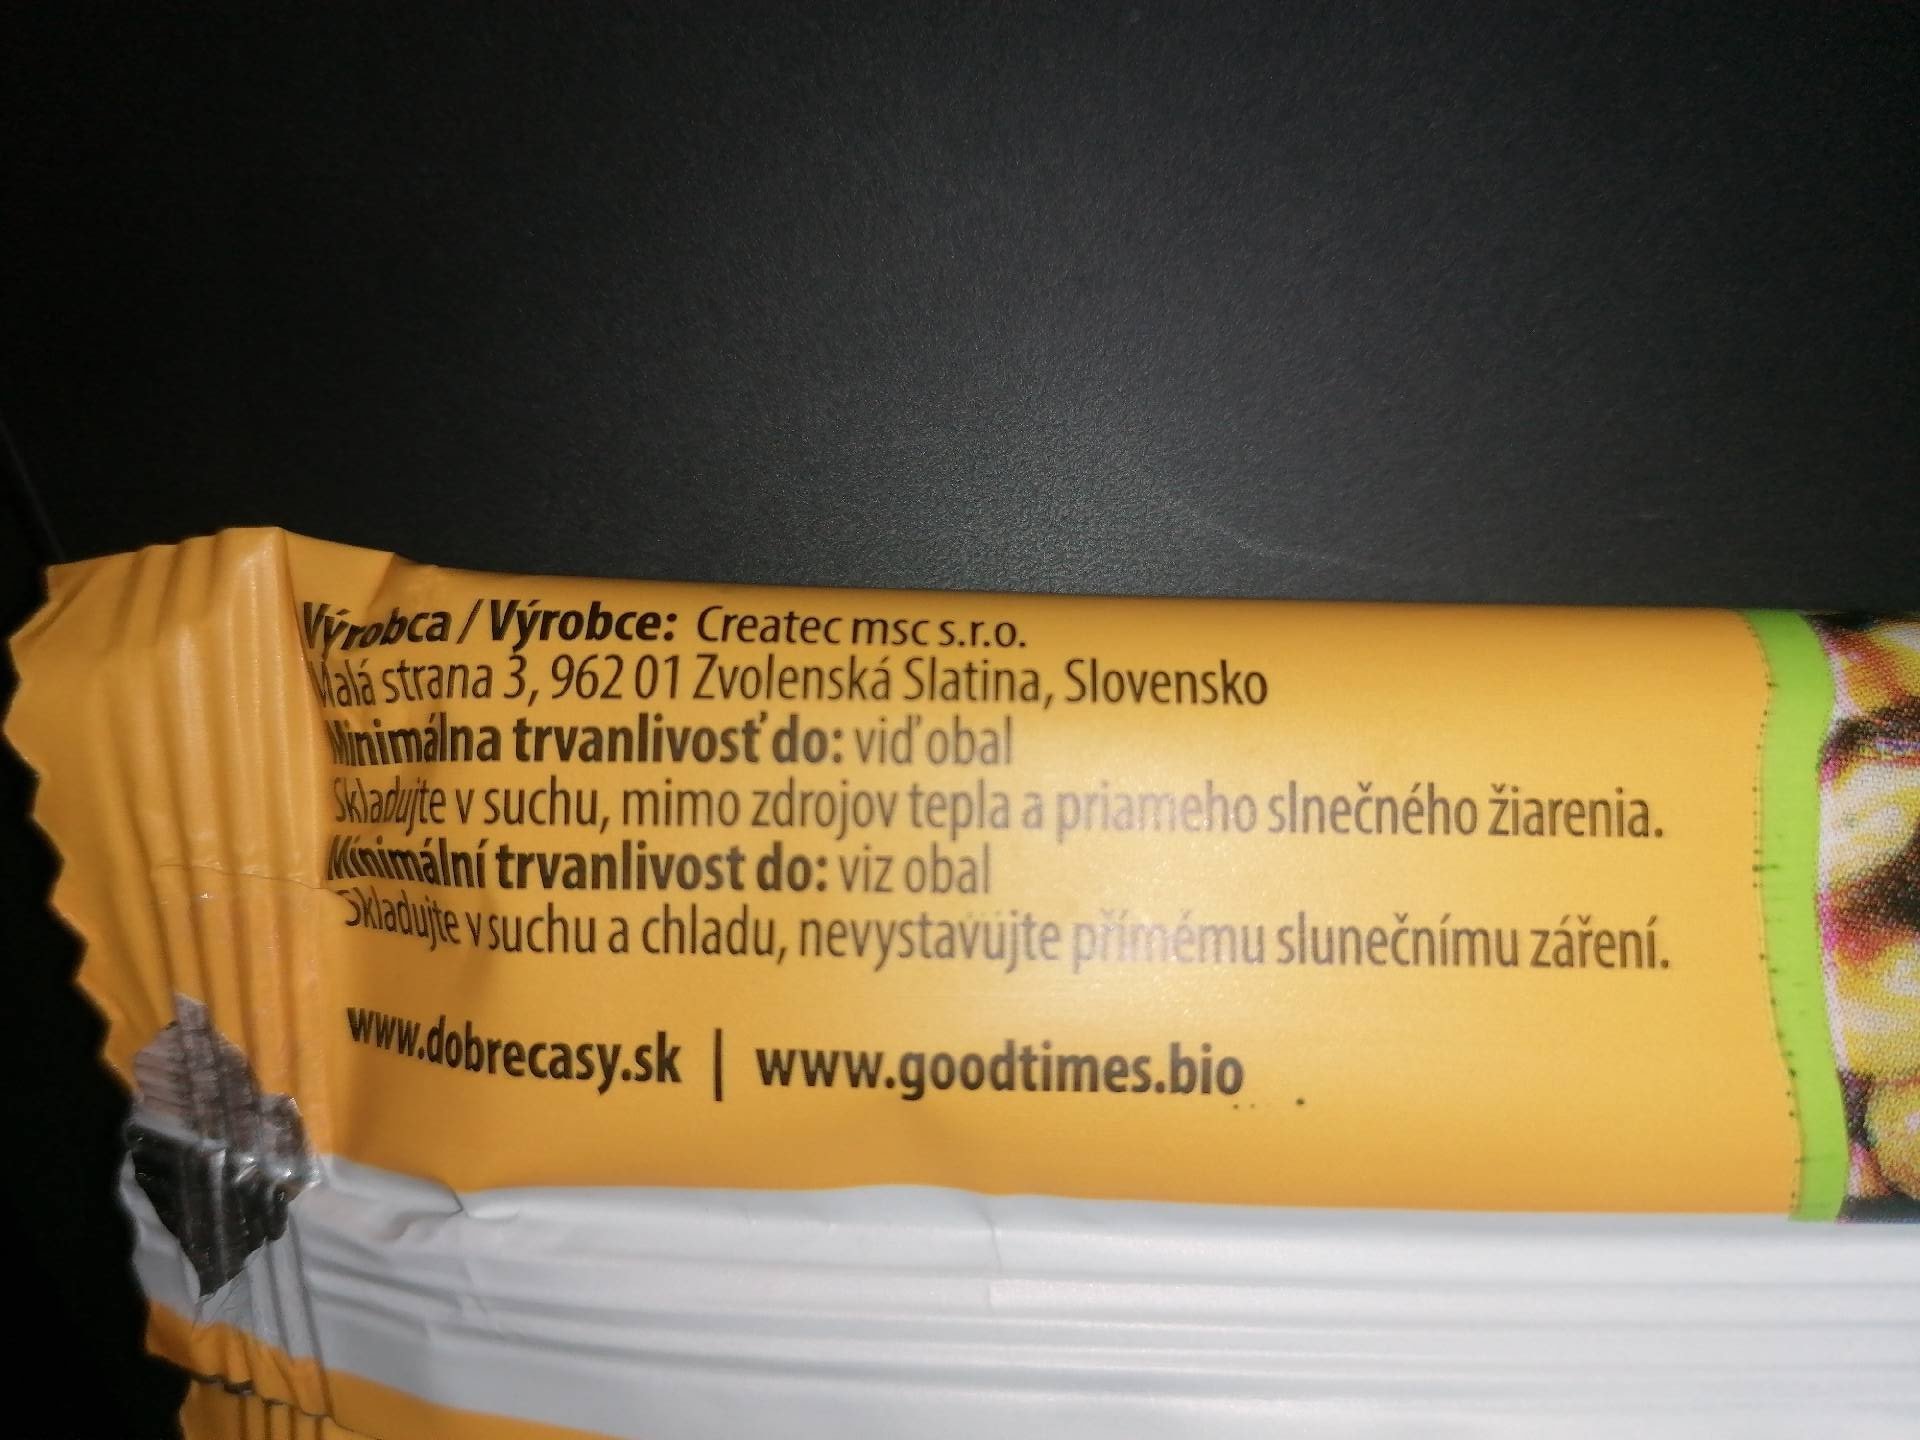 Výrobca / Výrobce: Createc msc s.r.o.
Malá strana 3, 962 01 Zvolenská Slatina, Slovensko
Minimálna trvanlivosť do: viď obal
Skladujte v suchu, mimo zdrojov tepla a priameho slnečného žiarenia.
Minimální trvanlivost do: viz obal
Skladujte v suchu a chladu, nevystavujte přímému slunečnímu záření.
www.dobrecasy.sk | www.goodtimes.bio